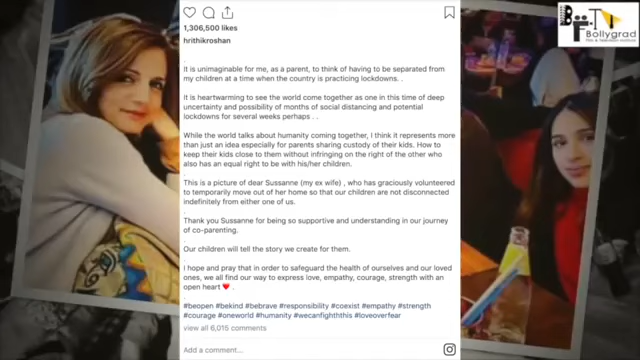 B F-T
Bollygrad
Film & Television Institute
1,306,500 likes
hrithikroshan
.
It is unimaginable for me, as a parent, to think of having to be separated from
my children at a time when the country is practicing lockdowns. .
.
It is heartwarming to see the world come together as one in this time of deep
uncertainty and possibility of months of social distancing and potential
lockdowns for several weeks perhaps . .
.
While the world talks about humanity coming together, I think it represents more
than just an idea especially for parents sharing custody of their kids. How to
keep their kids close to them without infringing on the right of the other who
also has an equal right to be with his/her children.
.
This is a picture of dear Sussanne (my ex wife) , who has graciously volunteered
to temporarily move out of her home so that our children are not disconnected
indefinitely from either one of us.
.
Thank you Sussanne for being so supportive and understanding in our journey
of co-parenting.
.
Our children will tell the story we create for them.
.
I hope and pray that in order to safeguard the health of ourselves and our loved
ones, we all find our way to express love, empathy, courage, strength with an
open heart ❤️ .
.
#beopen #bekind #bebrave #responsibility #coexist #empathy #strength
#courage #oneworld #humanity #wecanfightthis #loveoverfear
view all 6,015 comments
Add a comment...